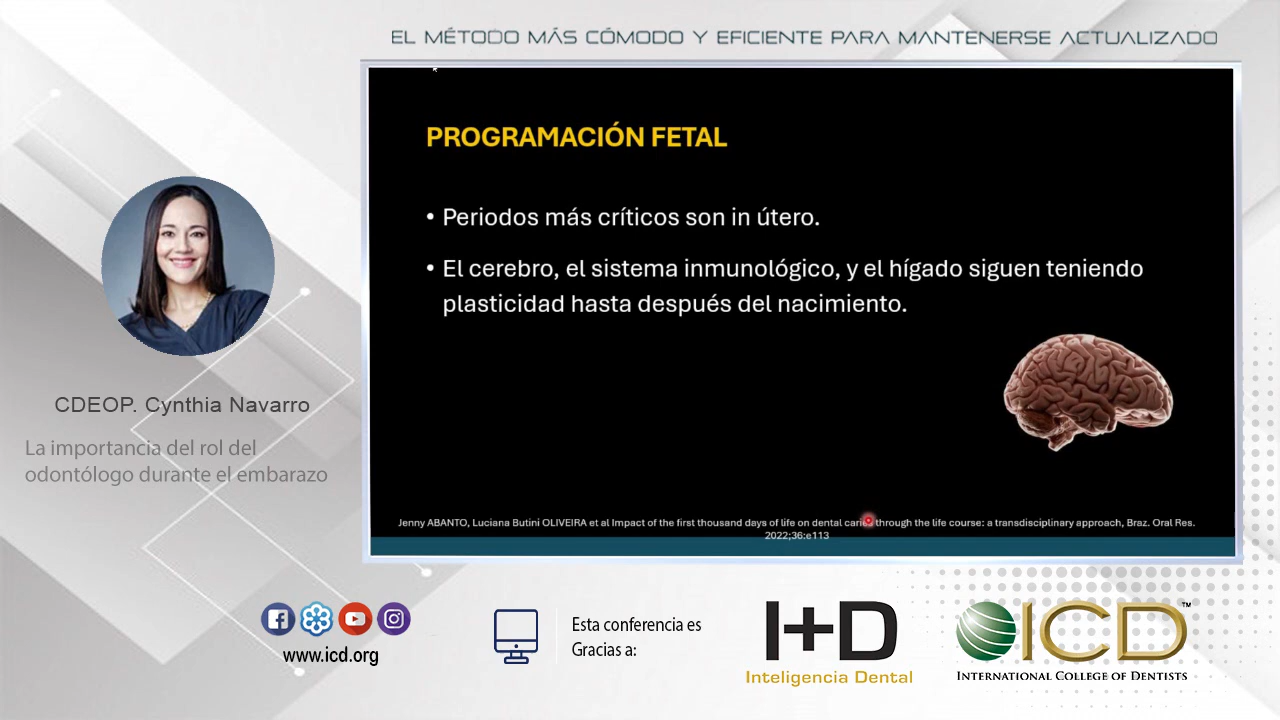 EL MÉTODO MÁS CÓMODO Y EFICIENTE PARA MANTENERSE ACTUALIZADO
PROGRAMACIÓN FETAL
• Periodos más críticos son in útero.
• El cerebro, el sistema inmunológico, y el hígado siguen teniendo
plasticidad hasta después del nacimiento.
Jenny ABANTO, Luciana Butini OLIVEIRA et al Impact of the first thousand days of life on dental caries through the life course: a transdisciplinary approach, Braz. Oral Res.
2022;36:e113
CDEOP. Cynthia Navarro
La importancia del rol del
odontólogo durante el embarazo
www.icd.org
Esta conferencia es
Gracias a:
I+D
Inteligencia Dental
ICD™
INTERNATIONAL COLLEGE OF DENTISTS